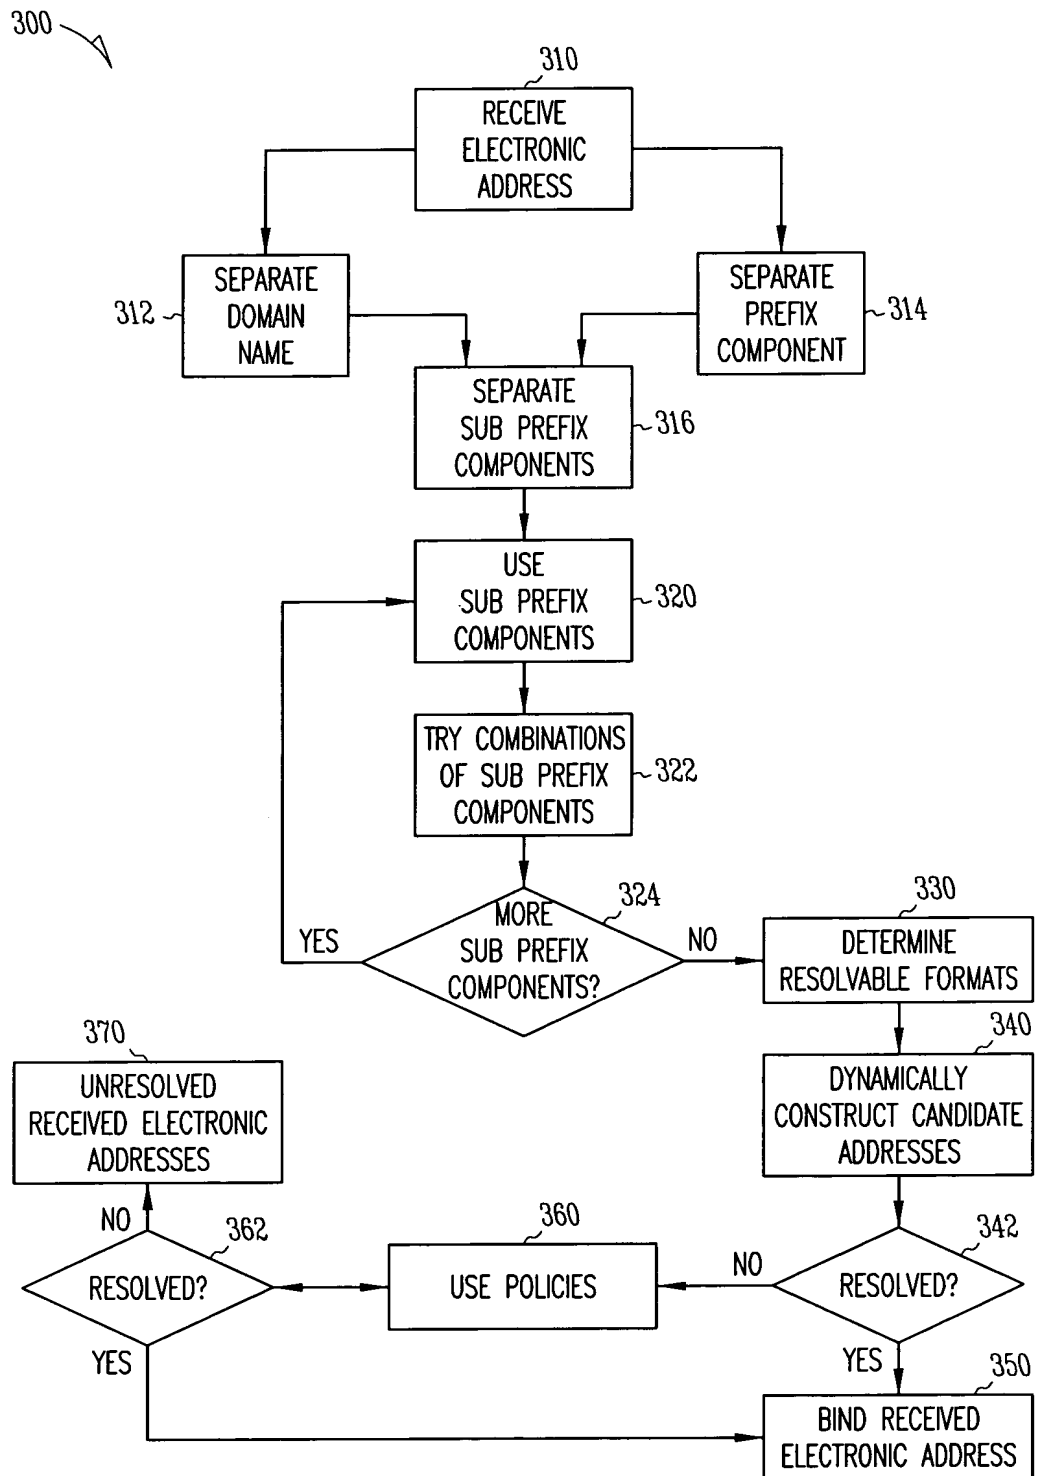 300
310
RECEIVE
ELECTRONIC
ADDRESS
312
SEPARATE
DOMAIN
NAME
SEPARATE
PREFIX
COMPONENT
314
SEPARATE
SUB PREFIX
COMPONENTS
316
USE
SUB PREFIX
COMPONENTS
320
TRY COMBINATIONS
OF SUB PREFIX
COMPONENTS
322
MORE
SUB PREFIX
COMPONENTS?
324
YES
NO
330
DETERMINE
RESOLVABLE FORMATS
340
DYNAMICALLY
CONSTRUCT CANDIDATE
ADDRESSES
370
UNRESOLVED
RECEIVED ELECTRONIC
ADDRESSES
NO
362
RESOLVED?
YES
360
USE POLICIES
NO
342
RESOLVED?
YES
350
BIND RECEIVED
ELECTRONIC ADDRESS